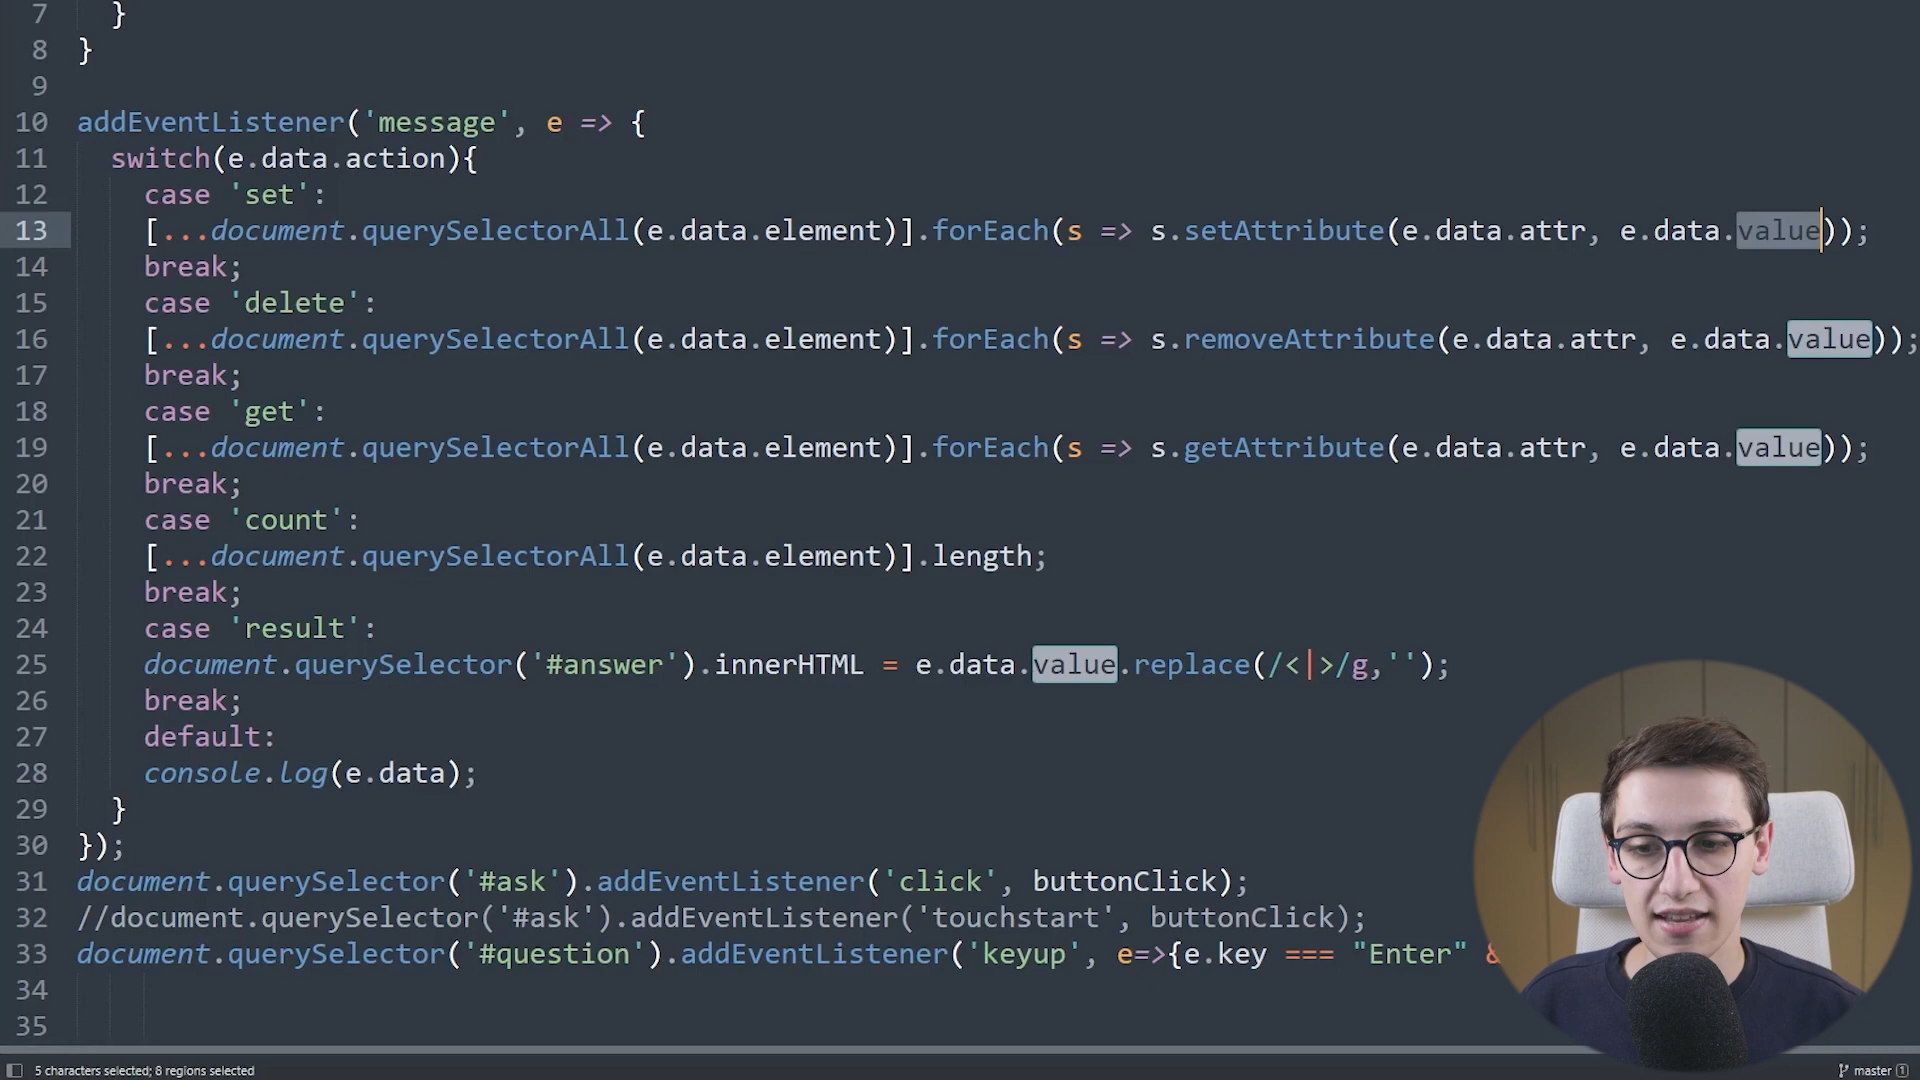 7 }
8 }
9
10 addEventListener('message', e => {
11 switch(e.data.action){
12 case 'set':
13 [...document.querySelectorAll(e.data.element)].forEach(s => s.setAttribute(e.data.attr, e.data.value));
14 break;
15 case 'delete':
16 [...document.querySelectorAll(e.data.element)].forEach(s => s.removeAttribute(e.data.attr, e.data.value));
17 break;
18 case 'get':
19 [...document.querySelectorAll(e.data.element)].forEach(s => s.getAttribute(e.data.attr, e.data.value));
20 break;
21 case 'count':
22 [...document.querySelectorAll(e.data.element)].length;
23 break;
24 case 'result':
25 document.querySelector('#answer').innerHTML = e.data.value.replace(/<|>/g,'');
26 break;
27 default:
28 console.log(e.data);
29 }
30 });
31 document.querySelector('#ask').addEventListener('click', buttonClick);
32 //document.querySelector('#ask').addEventListener('touchstart', buttonClick);
33 document.querySelector('#question').addEventListener('keyup', e=>{e.key === "Enter" &
34
35
5 characters selected; 8 regions selected
master 1